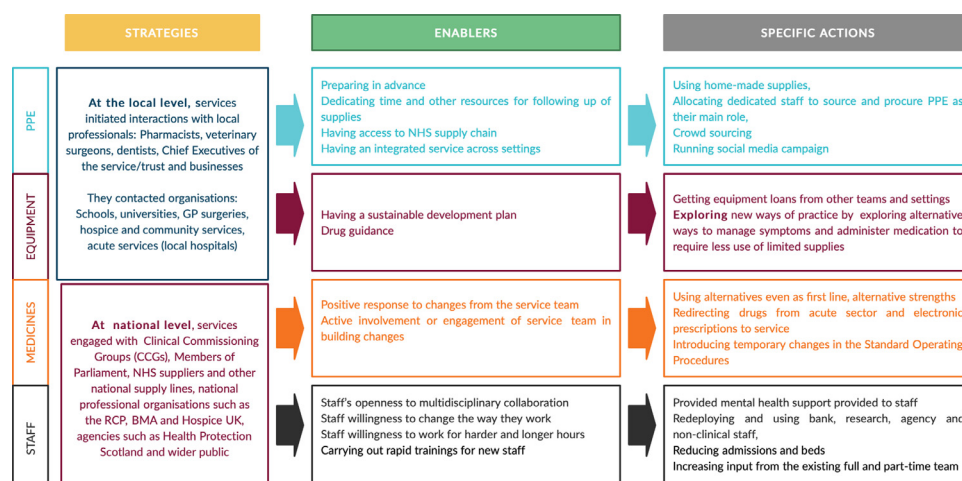 STRATEGIES
ENABLERS
SPECIFIC ACTIONS
PPE
At the local level, services
initiated interactions with local
professionals: Pharmacists, veterinary
surgeons, dentists, Chief Executives of
the service/trust and businesses
They contacted organisations:
Schools, universities, GP surgeries,
hospice and community services,
acute services (local hospitals)
Preparing in advance
Dedicating time and other resources for following up of
supplies
Having access to NHS supply chain
Having an integrated service across settings
Using home-made supplies,
Allocating dedicated staff to source and procure PPE as
their main role,
Crowd sourcing
Running social media campaign
EQUIPMENT
Having a sustainable development plan
Drug guidance
Getting equipment loans from other teams and settings
Exploring new ways of practice by exploring alternative
ways to manage symptoms and administer medication to
require less use of limited supplies
MEDICINES
At national level, services
engaged with Clinical Commissioning
Groups (CCGs), Members of
Parliament, NHS suppliers and other
national supply lines, national
professional organisations such as
the RCP, BMA and Hospice UK,
agencies such as Health Protection
Scotland and wider public
Positive response to changes from the service team
Active involvement or engagement of service team in
building changes
Using alternatives even as first line, alternative strengths
Redirecting drugs from acute sector and electronic
prescriptions to service
Introducing temporary changes in the Standard Operating
Procedures
STAFF
Staff's openness to multidisciplinary collaboration
Staff willingness to change the way they work
Staff willingness to work for harder and longer hours
Carrying out rapid trainings for new staff
Provided mental health support provided to staff
Redeploying and using bank, research, agency and
non-clinical staff,
Reducing admissions and beds
Increasing input from the existing full and part-time team